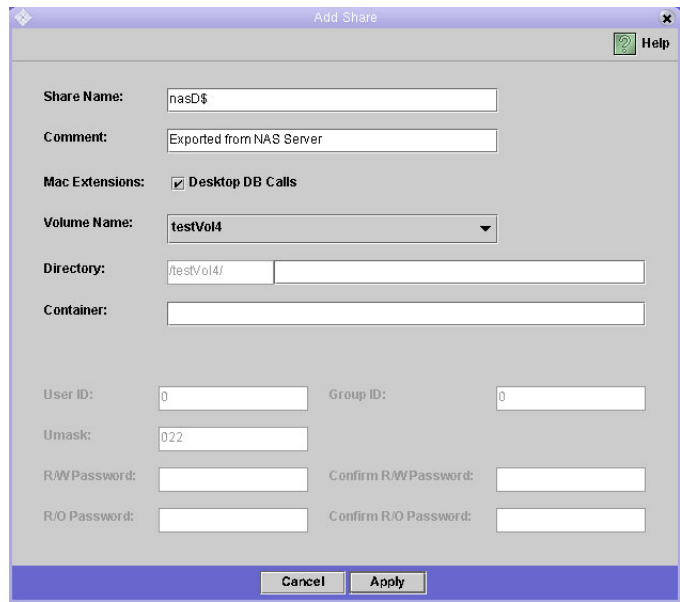 Add Share
Help
Share Name: nasD$
Comment: Exported from NAS Server
Mac Extensions: Desktop DB Calls
Volume Name: testVol4
Directory: /testVol4/
Container:
User ID: 0 Group ID: 0
Umask: 022
R/W Password: Confirm R/W Password:
R/O Password: Confirm R/O Password:
Cancel Apply